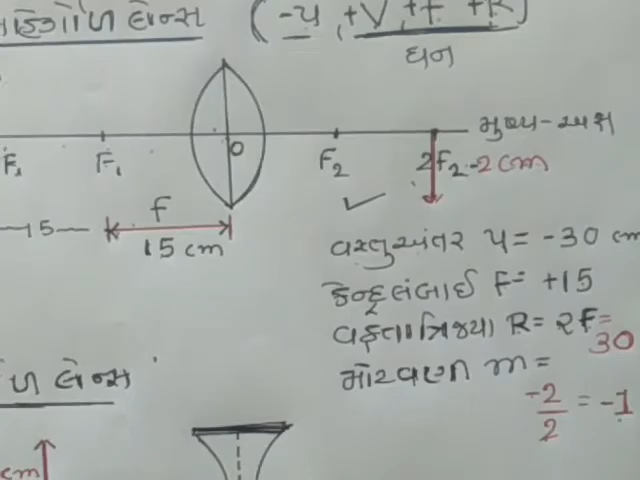 લેન્સ (-u, +V, +f +R)
ધન
O
F₁ F₂ 2F₂ -2 cm
મુખ્ય-અક્ષ
15
f
15 cm
વસ્તુઅંતર u = -30 cm
કેન્દ્રલંબાઈ F = +15
વક્રતાત્રિજ્યા R = 2F = 30
મોટવણી m =
-2/2 = -1
લેન્સ
cm